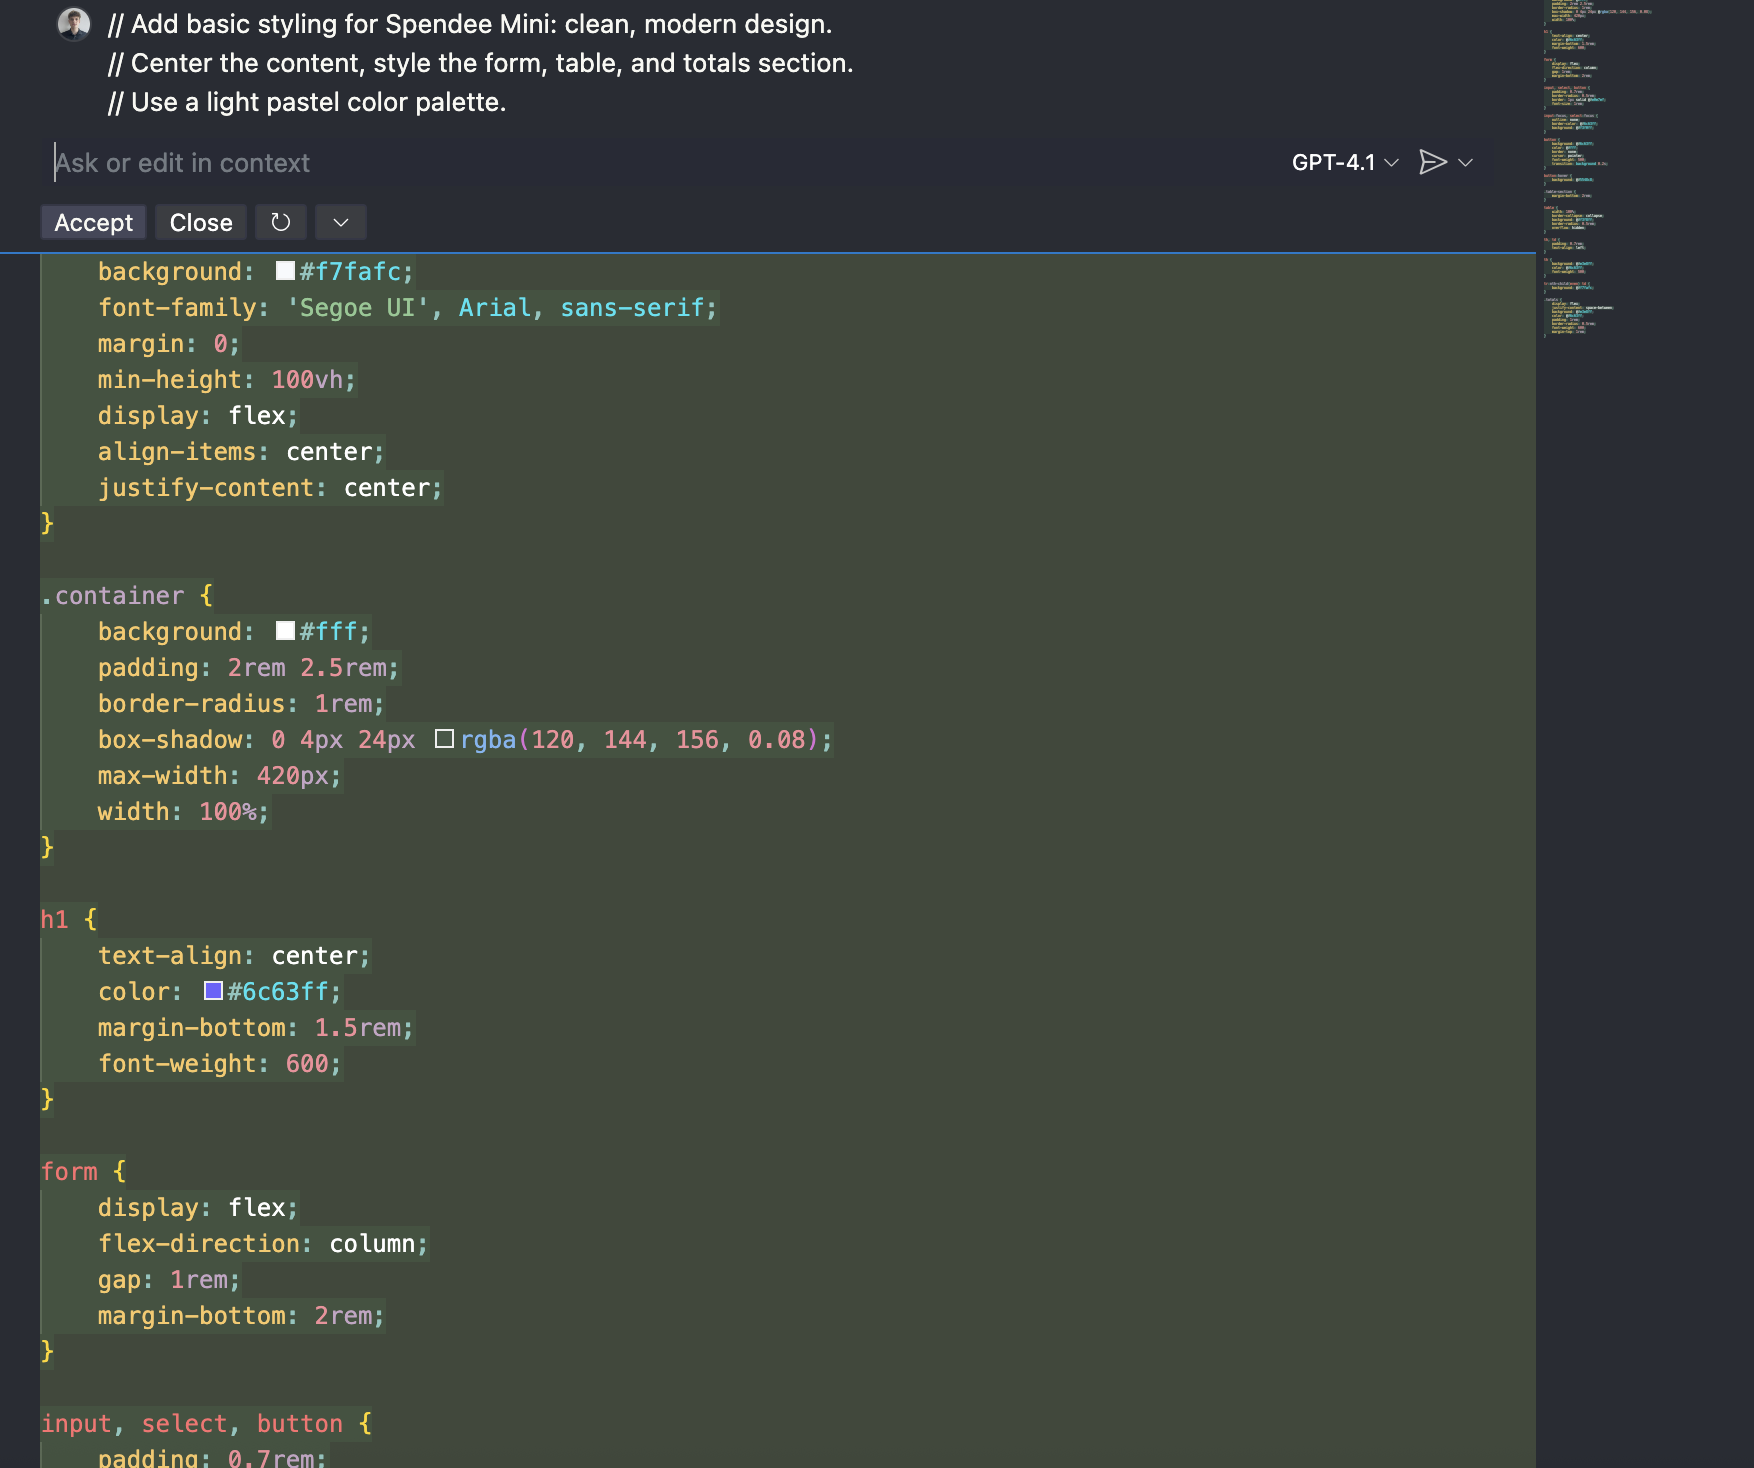 // Add basic styling for Spendee Mini: clean, modern design.
// Center the content, style the form, table, and totals section.
// Use a light pastel color palette.
Ask or edit in context
GPT-4.1
Accept Close
background: #f7fafc;
font-family: 'Segoe UI', Arial, sans-serif;
margin: 0;
min-height: 100vh;
display: flex;
align-items: center;
justify-content: center;
}
.container {
background: #fff;
padding: 2rem 2.5rem;
border-radius: 1rem;
box-shadow: 0 4px 24px rgba(120, 144, 156, 0.08);
max-width: 420px;
width: 100%;
}
h1 {
text-align: center;
color: #6c63ff;
margin-bottom: 1.5rem;
font-weight: 600;
}
form {
display: flex;
flex-direction: column;
gap: 1rem;
margin-bottom: 2rem;
}
input, select, button {
padding: 0.7rem;